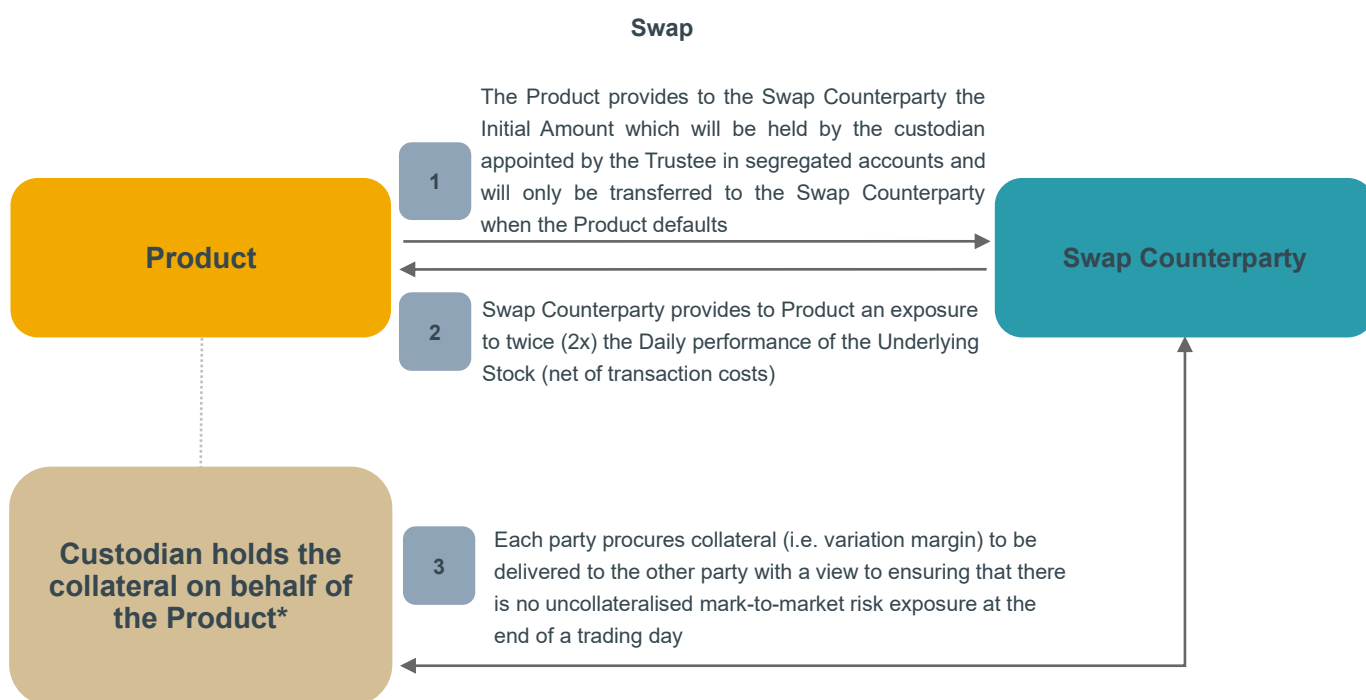 Swap
The Product provides to the Swap Counterparty the
Initial Amount which will be held by the custodian
appointed by the Trustee in segregated accounts and
will only be transferred to the Swap Counterparty
when the Product defaults
1
Product
Swap Counterparty
2
Swap Counterparty provides to Product an exposure
to twice (2x) the Daily performance of the Underlying
Stock (net of transaction costs)
Custodian holds the
collateral on behalf of
the Product*
3
Each party procures collateral (i.e. variation margin) to be
delivered to the other party with a view to ensuring that there
is no uncollateralised mark-to-market risk exposure at the
end of a trading day